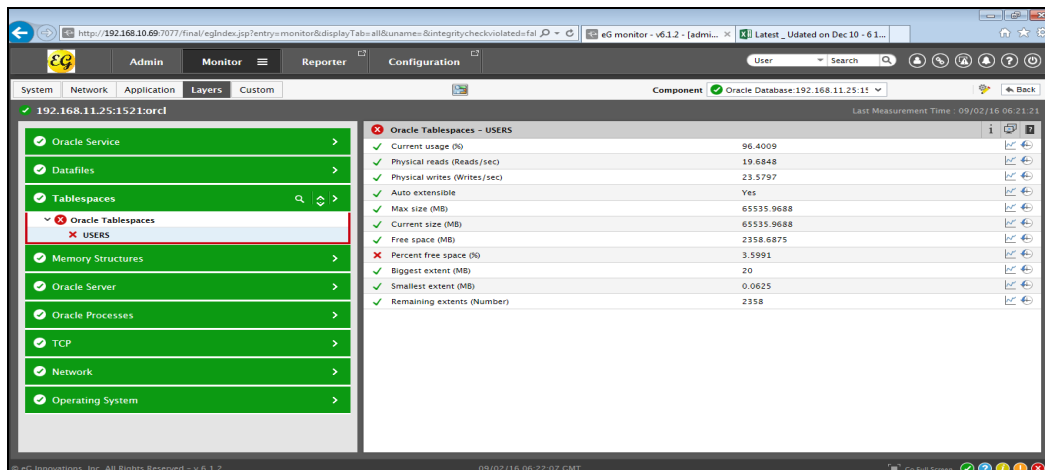 http://192.168.10.69:7077/final/egIndex.jsp?entry=monitor&displayTab=all&uname=&integritycheckviolated=fal
eG monitor - v6.1.2 - [admi...
Latest _ Udated on Dec 10 - 6 1...
eG
Admin
Monitor
Reporter
Configuration
User
Search
System
Network
Application
Layers
Custom
Component
Oracle Database:192.168.11.25:15
Back
192.168.11.25:1521:orcl
Last Measurement Time : 09/02/16 06:21:21
Oracle Service
Datafiles
Tablespaces
Oracle Tablespaces
USERS
Memory Structures
Oracle Server
Oracle Processes
TCP
Network
Operating System
Oracle Tablespaces - USERS
Current usage (%) 96.4009
Physical reads (Reads/sec) 19.6848
Physical writes (Writes/sec) 23.5797
Auto extensible Yes
Max size (MB) 65535.9688
Current size (MB) 65535.9688
Free space (MB) 2358.6875
Percent free space (%) 3.5991
Biggest extent (MB) 20
Smallest extent (MB) 0.0625
Remaining extents (Number) 2358
© eG Innovations, Inc. All Rights Reserved - v 6.1.2
09/02/16 06:22:07 GMT
Go Full Screen